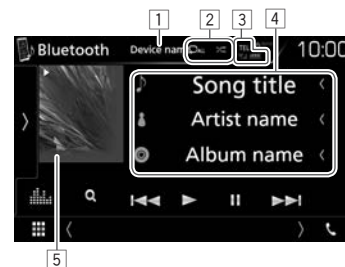 1 2 3 4
Bluetooth Device nam TEL 10:00
Song title
Artist name
Album name
5